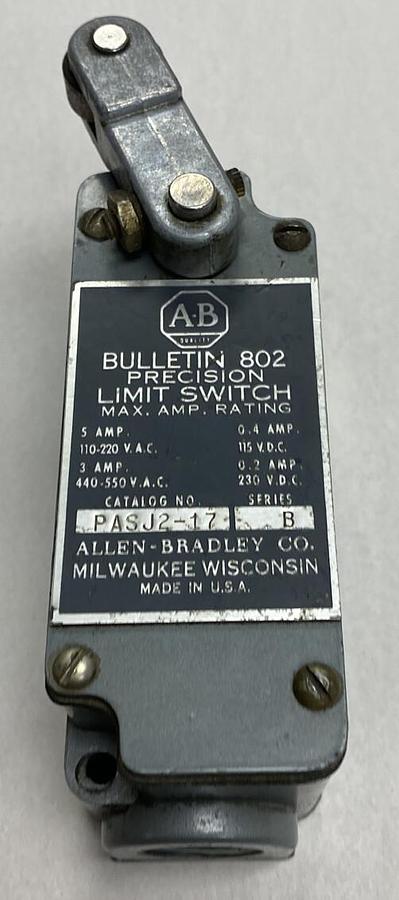 A-B
QUALITY
BULLETIN 802
PRECISION
LIMIT SWITCH
MAX. AMP. RATING
5 AMP. 0.4 AMP.
110-220 V.A.C. 115 V.D.C.
3 AMP. 0.2 AMP.
440-550 V.A.C. 230 V.D.C.
CATALOG NO. SERIES
PASJ2-17 B
ALLEN-BRADLEY CO.
MILWAUKEE WISCONSIN
MADE IN U.S.A.